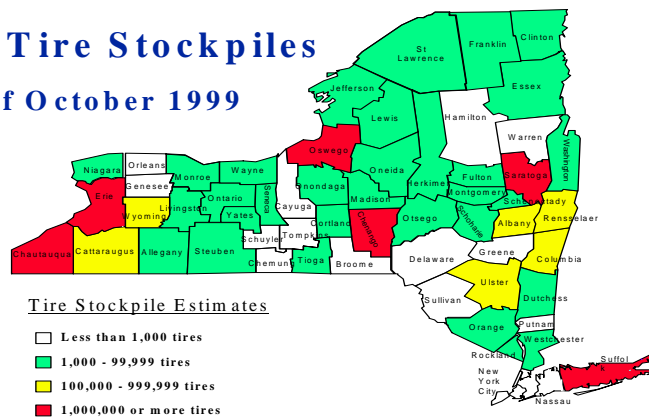 Tire Stockpiles
f October 1999
Clinton
Franklin
St
Lawrence
Essex
Jefferson
Lewis
Hamilton
Warren
Washington
Oswego
Oneida
Herkimer
Fulton
Saratoga
Montgomery
Schenectady
Niagara
Orleans
Monroe
Wayne
Genesee
Erie
Wyoming
Livingston
Ontario
Yates
Seneca
Cayuga
Onondaga
Madison
Cortland
Chenango
Otsego
Schoharie
Albany
Rensselaer
Chautauqua
Cattaraugus
Allegany
Steuben
Schuyler
Tompkins
Chemung
Tioga
Broome
Delaware
Greene
Columbia
Ulster
Sullivan
Dutchess
Orange
Putnam
Westchester
Rockland
New
York
City
Nassau
Suffol
k
Tire Stockpile Estimates
Less than 1,000 tires
1,000 - 99,999 tires
100,000 - 999,999 tires
1,000,000 or more tires